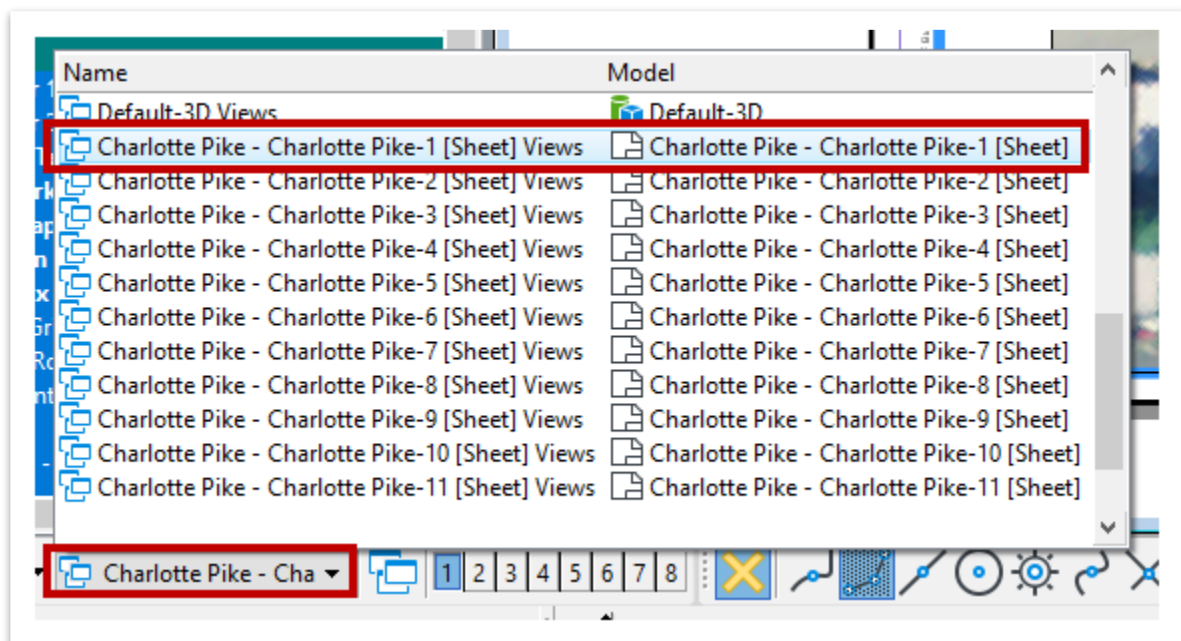 Name Model
Default-3D Views Default-3D
Charlotte Pike - Charlotte Pike-1 [Sheet] Views Charlotte Pike - Charlotte Pike-1 [Sheet]
Charlotte Pike - Charlotte Pike-2 [Sheet] Views Charlotte Pike - Charlotte Pike-2 [Sheet]
Charlotte Pike - Charlotte Pike-3 [Sheet] Views Charlotte Pike - Charlotte Pike-3 [Sheet]
Charlotte Pike - Charlotte Pike-4 [Sheet] Views Charlotte Pike - Charlotte Pike-4 [Sheet]
Charlotte Pike - Charlotte Pike-5 [Sheet] Views Charlotte Pike - Charlotte Pike-5 [Sheet]
Charlotte Pike - Charlotte Pike-6 [Sheet] Views Charlotte Pike - Charlotte Pike-6 [Sheet]
Charlotte Pike - Charlotte Pike-7 [Sheet] Views Charlotte Pike - Charlotte Pike-7 [Sheet]
Charlotte Pike - Charlotte Pike-8 [Sheet] Views Charlotte Pike - Charlotte Pike-8 [Sheet]
Charlotte Pike - Charlotte Pike-9 [Sheet] Views Charlotte Pike - Charlotte Pike-9 [Sheet]
Charlotte Pike - Charlotte Pike-10 [Sheet] Views Charlotte Pike - Charlotte Pike-10 [Sheet]
Charlotte Pike - Charlotte Pike-11 [Sheet] Views Charlotte Pike - Charlotte Pike-11 [Sheet]
Charlotte Pike - Cha 1 2 3 4 5 6 7 8